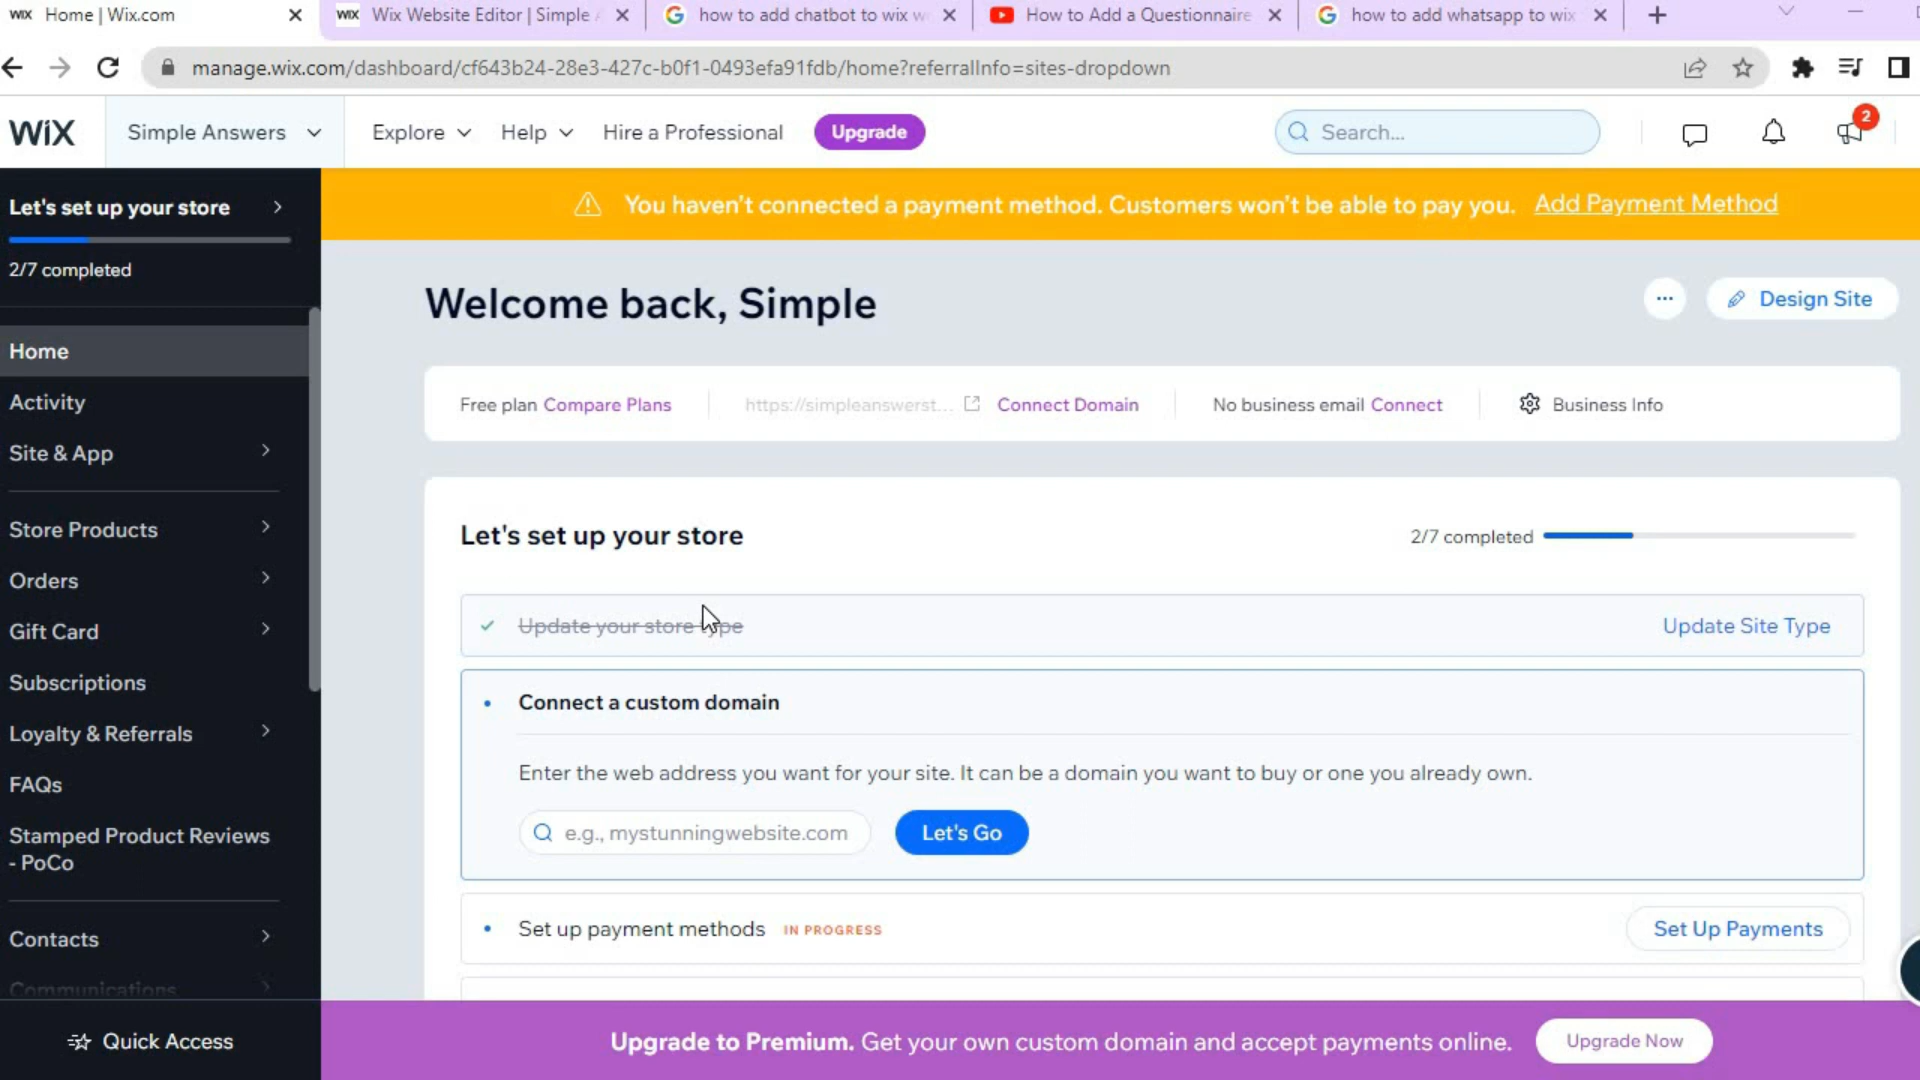 WIX Home | Wix.com
WIX Wix Website Editor | Simple
how to add chatbot to wix w
How to Add a Questionnaire
how to add whatsapp to wix
manage.wix.com/dashboard/cf643b24-28e3-427c-b0f1-0493efa91fdb/home?referralInfo=sites-dropdown
WiX
Simple Answers
Explore
Help
Hire a Professional
Upgrade
Search...
2
Let's set up your store
2/7 completed
You haven't connected a payment method. Customers won't be able to pay you. Add Payment Method
Home
Activity
Site & App
Store Products
Orders
Gift Card
Subscriptions
Loyalty & Referrals
FAQs
Stamped Product Reviews
- PoCo
Contacts
Communications
Quick Access
Welcome back, Simple
...
Design Site
Free plan Compare Plans
https://simpleanswerst... Connect Domain
No business email Connect
Business Info
Let's set up your store
2/7 completed
Update your store type
Update Site Type
Connect a custom domain
Enter the web address you want for your site. It can be a domain you want to buy or one you already own.
e.g., mystunningwebsite.com
Let's Go
Set up payment methods IN PROGRESS
Set Up Payments
Upgrade to Premium. Get your own custom domain and accept payments online.
Upgrade Now